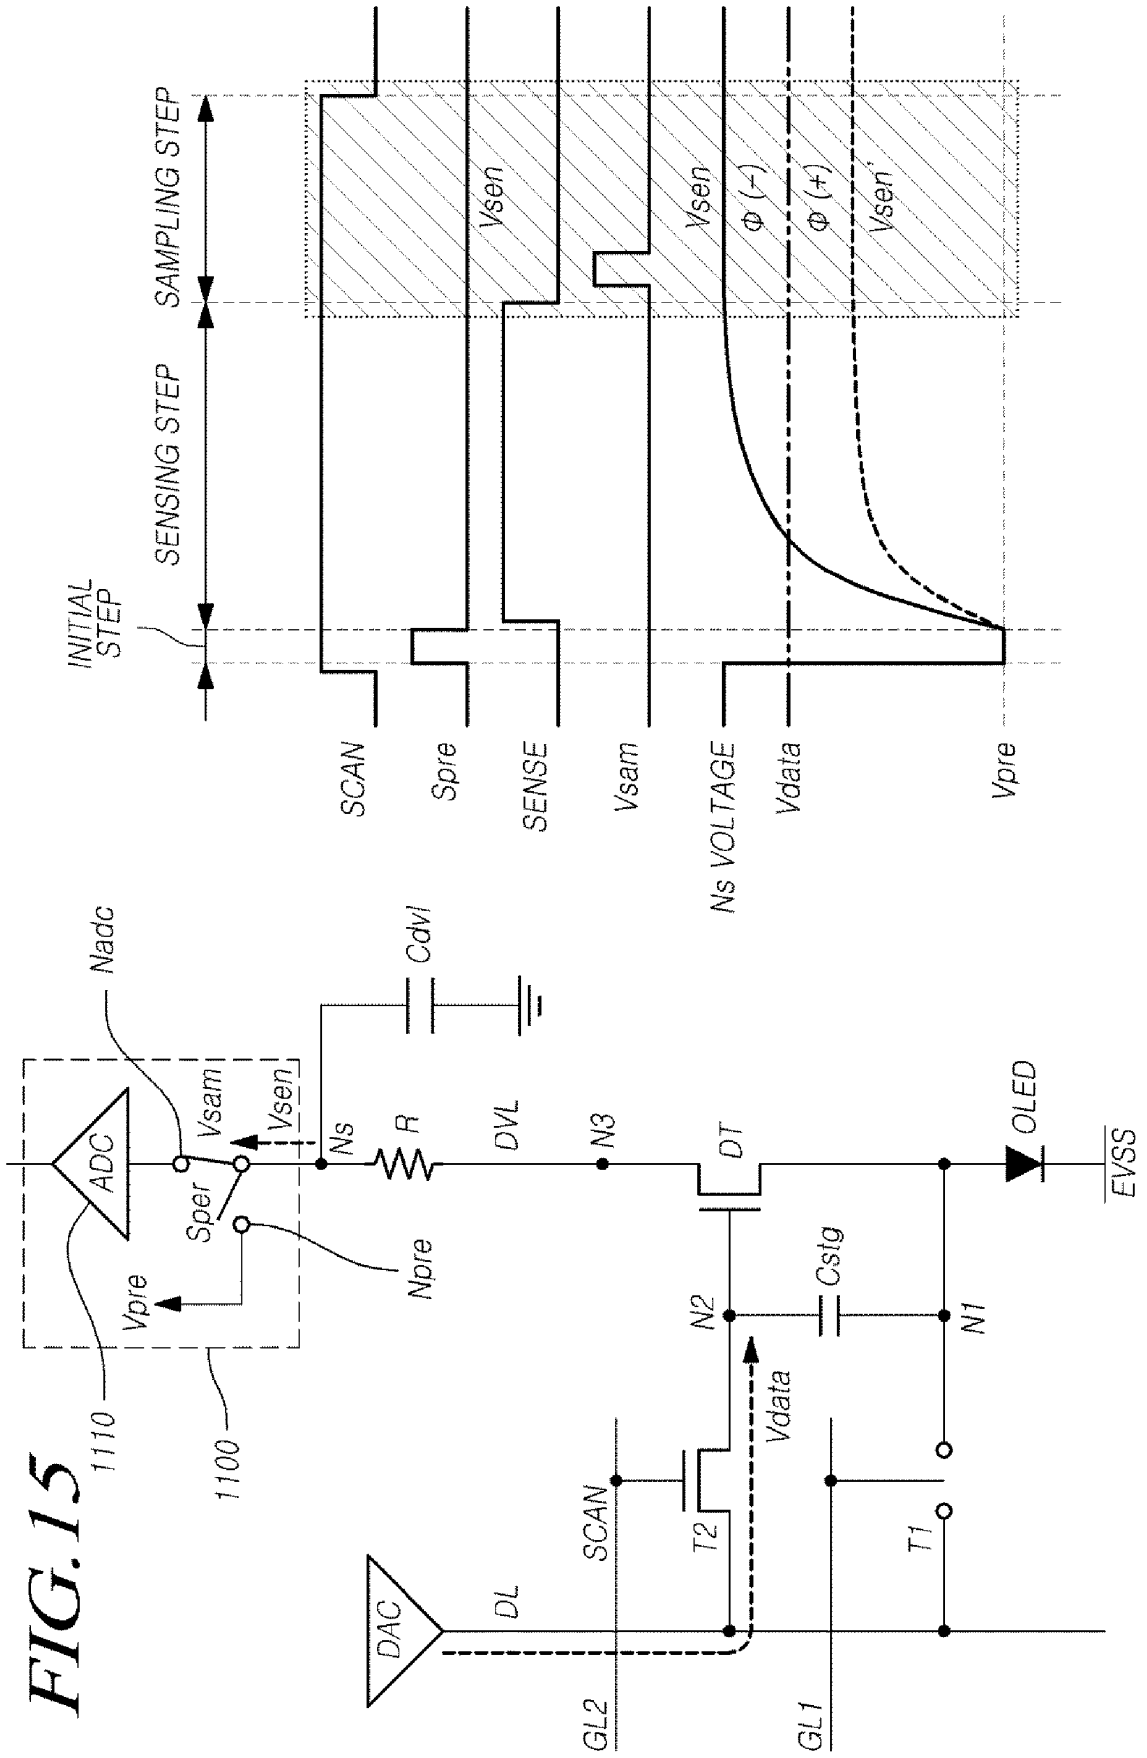 FIG.15
1110
1100
Vpre
ADC
Nadc
Sper
Vsam
Vsen
Npre
Ns
Cdvl
R
DVL
N3
DAC
DL
GL2
SCAN
T2
Vdata
N2
DT
Cstg
GL1
T1
N1
OLED
EVSS
INITIAL
STEP
SENSING STEP
SAMPLING STEP
SCAN
Spre
SENSE
Vsen
Vsam
Ns VOLTAGE
Vsen
Φ (−)
Vdata
Φ (+)
Vsen'
Vpre